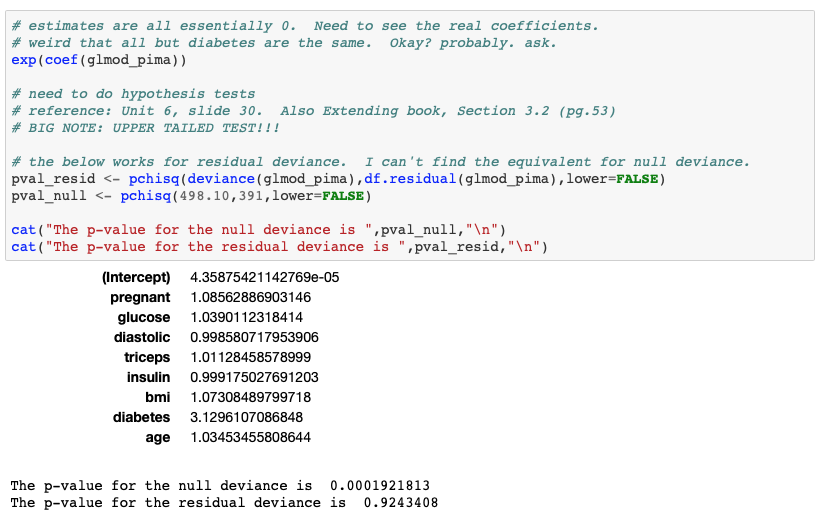 # estimates are all essentially 0.  Need to see the real coefficients.
# weird that all but diabetes are the same.  Okay? probably. ask.
exp(coef(glmod_pima))

# need to do hypothesis tests
# reference: Unit 6, slide 30.  Also Extending book, Section 3.2 (pg.53)
# BIG NOTE: UPPER TAILED TEST!!!

# the below works for residual deviance.  I can't find the equivalent for null deviance.
pval_resid <- pchisq(deviance(glmod_pima),df.residual(glmod_pima),lower=FALSE)
pval_null <- pchisq(498.10,391,lower=FALSE)

cat("The p-value for the null deviance is ",pval_null,"\n")
cat("The p-value for the residual deviance is ",pval_resid,"\n")
(Intercept) 4.35875421142769e-05
pregnant 1.08562886903146
glucose 1.0390112318414
diastolic 0.998580717953906
triceps 1.01128458578999
insulin 0.999175027691203
bmi 1.07308489799718
diabetes 3.1296107086848
age 1.03453455808644
The p-value for the null deviance is  0.0001921813
The p-value for the residual deviance is  0.9243408